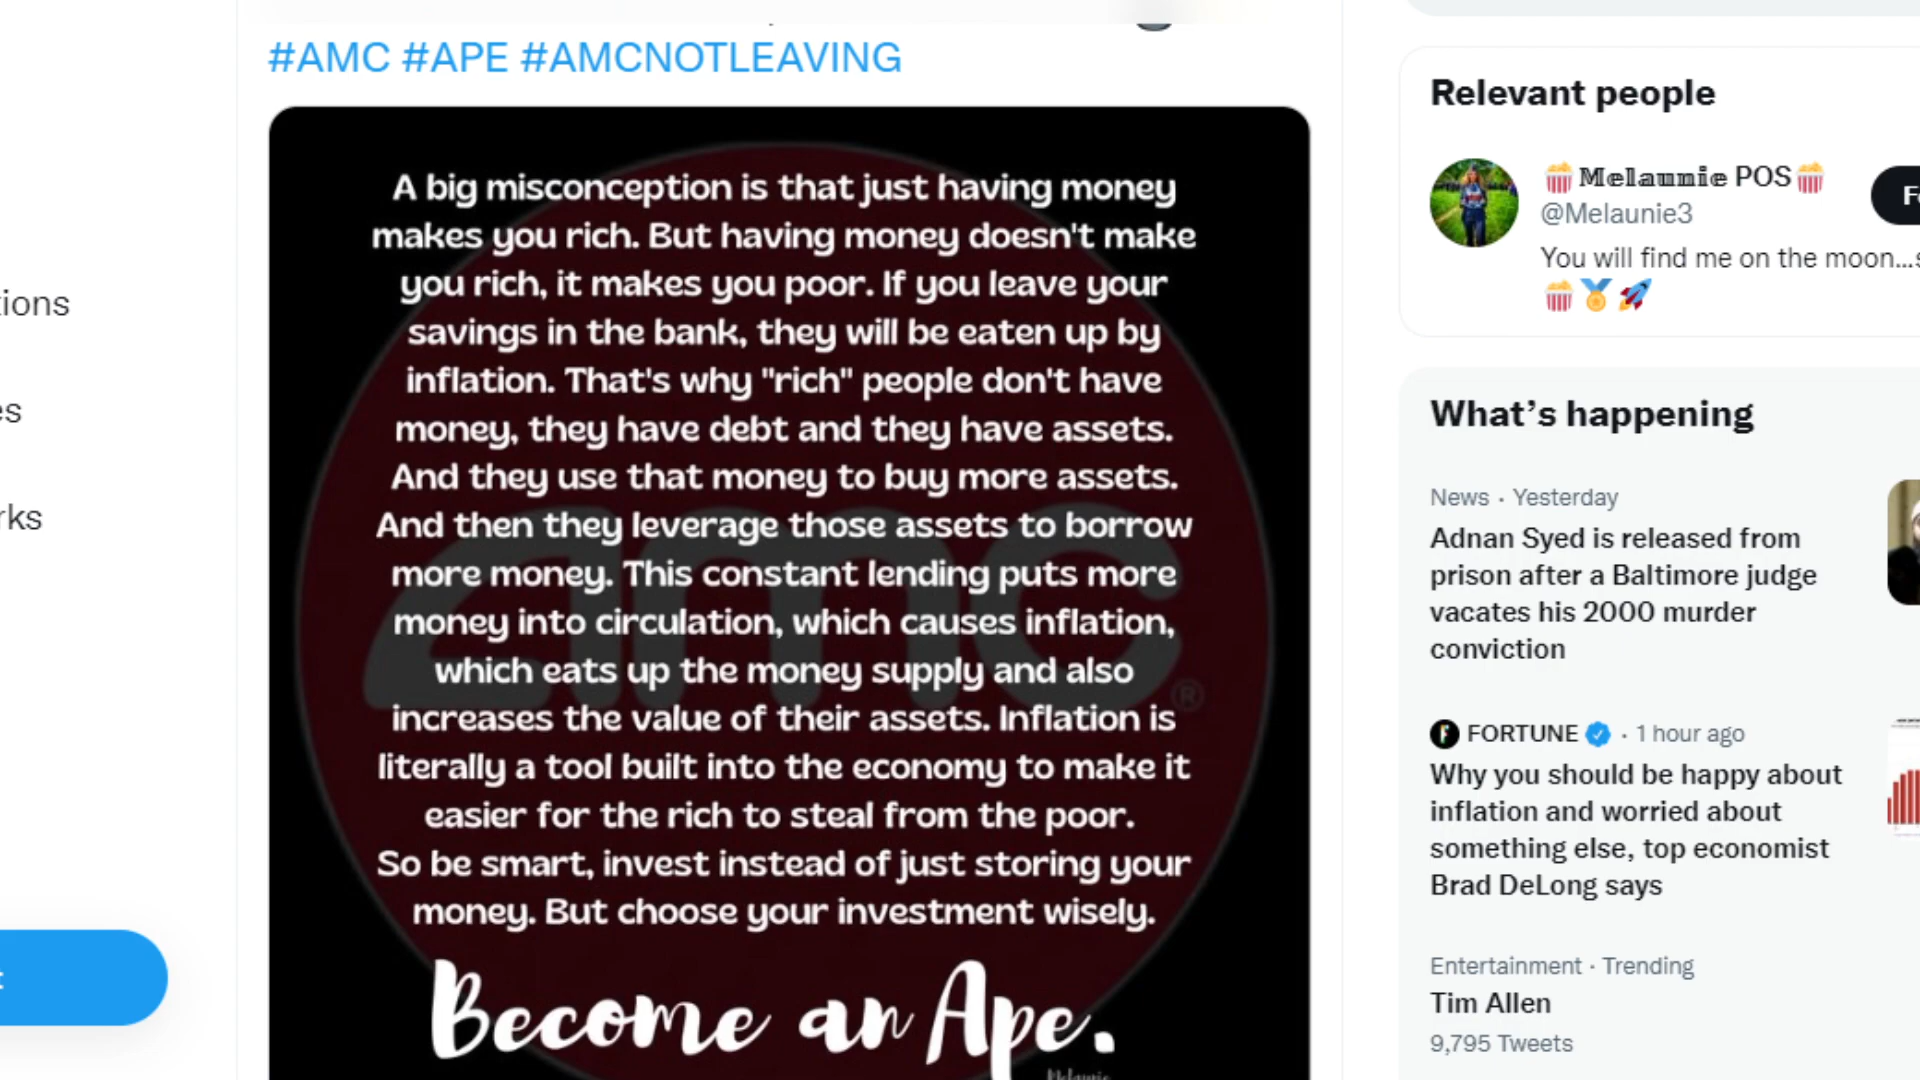 #AMC #APE #AMCNOTLEAVING
A big misconception is that just having money
makes you rich. But having money doesn't make
you rich, it makes you poor. If you leave your
savings in the bank, they will be eaten up by
inflation. That's why "rich" people don't have
money, they have debt and they have assets.
And they use that money to buy more assets.
And then they leverage those assets to borrow
more money. This constant lending puts more
money into circulation, which causes inflation,
which eats up the money supply and also
increases the value of their assets. Inflation is
literally a tool built into the economy to make it
easier for the rich to steal from the poor.
So be smart, invest instead of just storing your
money. But choose your investment wisely.
Become an Ape.
amc®
Relevant people
🍿𝕄𝕖𝕝𝕒𝕦𝕟𝕚𝕖 POS🍿
@Melaunie3
You will find me on the moon...
🍿🏅🚀
What's happening
News · Yesterday
Adnan Syed is released from
prison after a Baltimore judge
vacates his 2000 murder
conviction
FORTUNE · 1 hour ago
Why you should be happy about
inflation and worried about
something else, top economist
Brad DeLong says
Entertainment · Trending
Tim Allen
9,795 Tweets